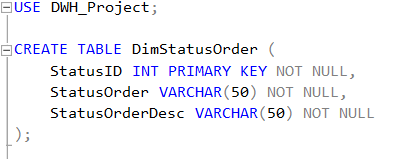 USE DWH_Project;
CREATE TABLE DimStatusOrder (
StatusID INT PRIMARY KEY NOT NULL,
StatusOrder VARCHAR(50) NOT NULL,
StatusOrderDesc VARCHAR(50) NOT NULL
);